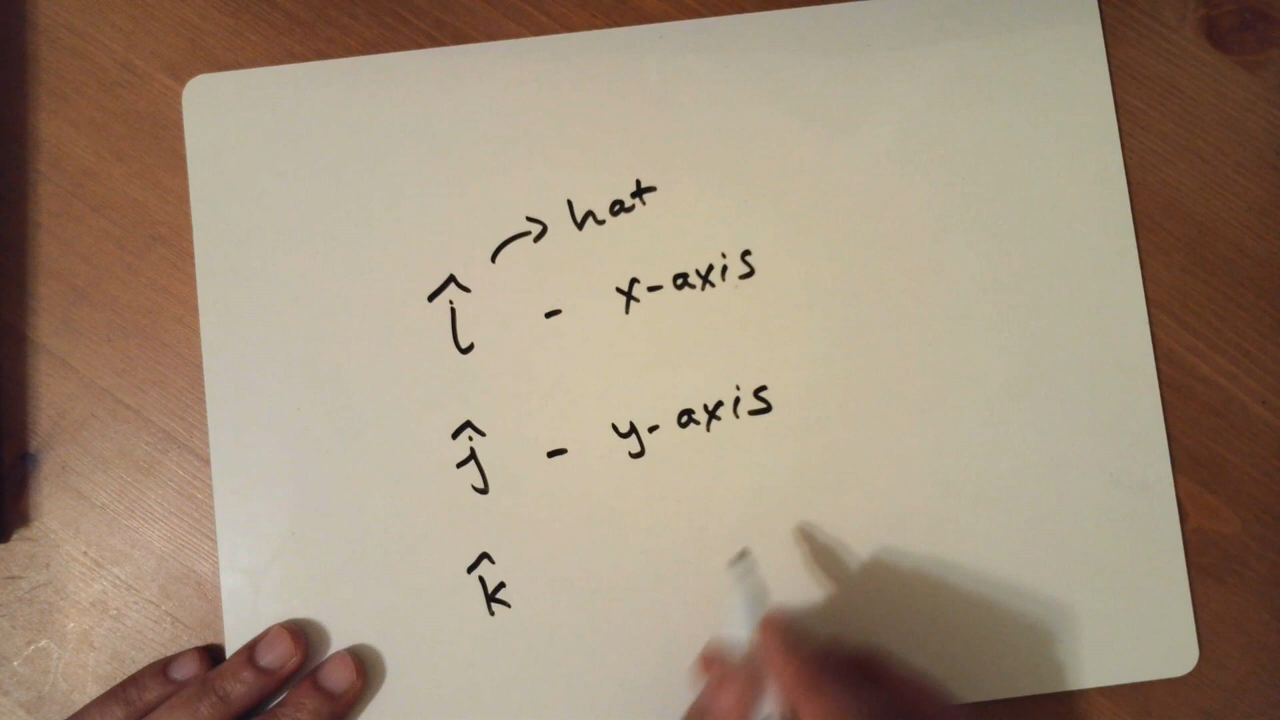 → hat
î - x-axis
ĵ - y-axis
k̂